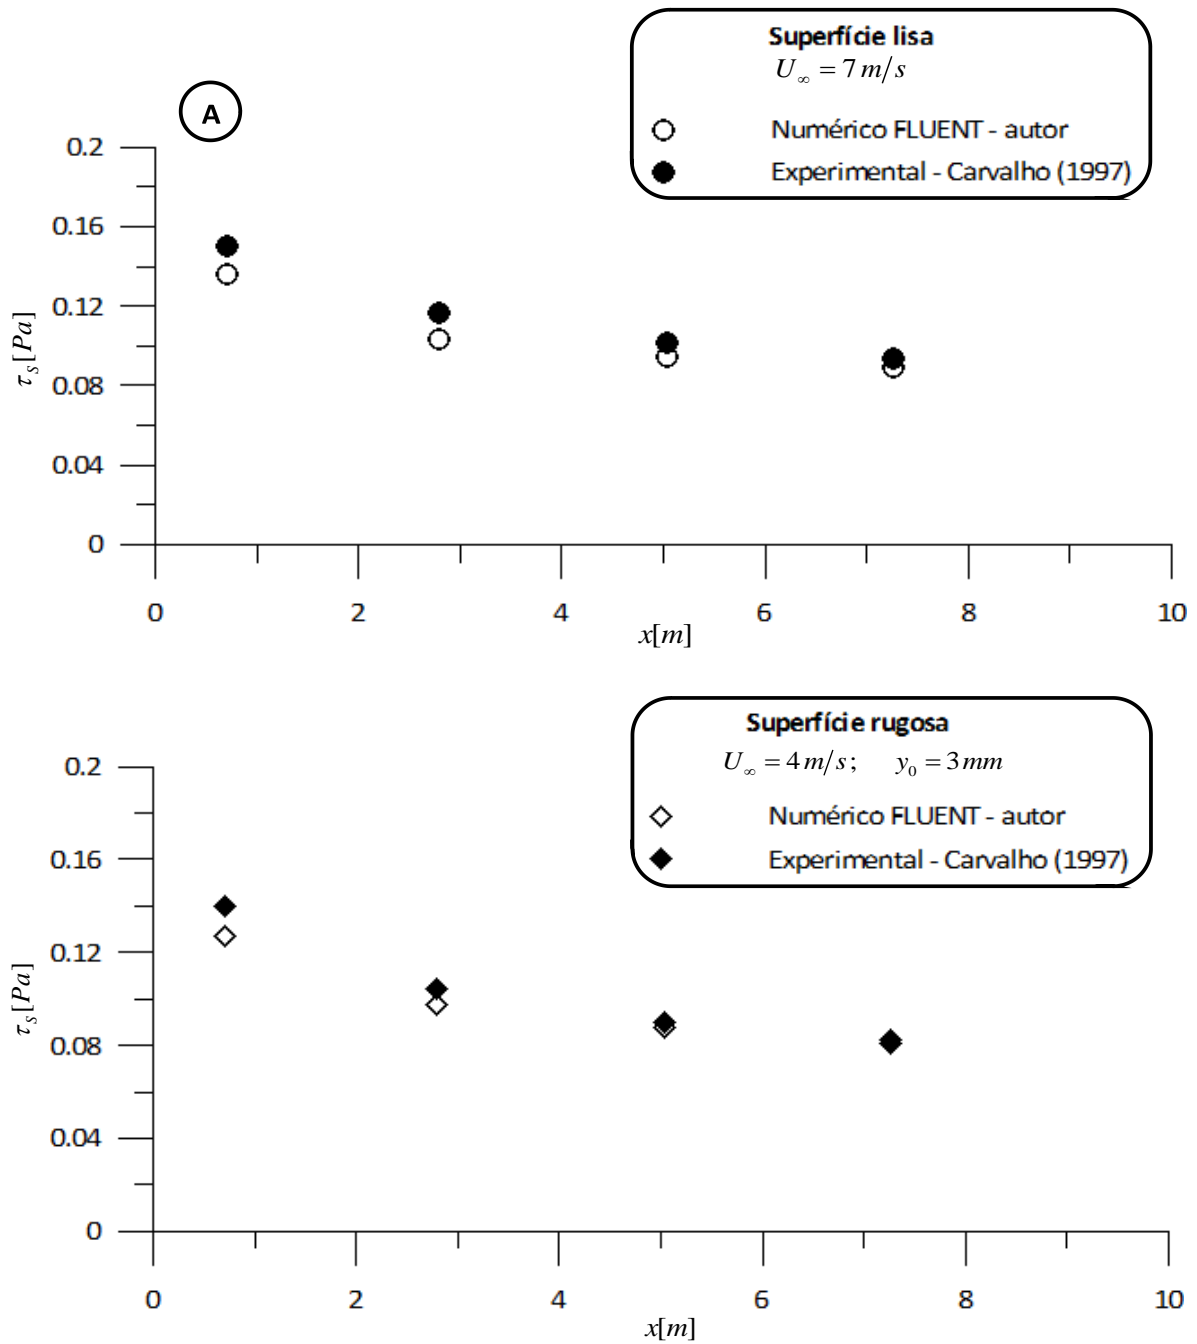 Superfície lisa
U∞ = 7 m/s
Numérico FLUENT - autor
Experimental - Carvalho (1997)
A
0.2
0.16
0.12
0.08
0.04
0
τs [Pa]
0 2 4 6 8 10
x[m]
Superfície rugosa
U∞ = 4 m/s; y0 = 3 mm
Numérico FLUENT - autor
Experimental - Carvalho (1997)
0.2
0.16
0.12
0.08
0.04
0
τs [Pa]
0 2 4 6 8 10
x[m]